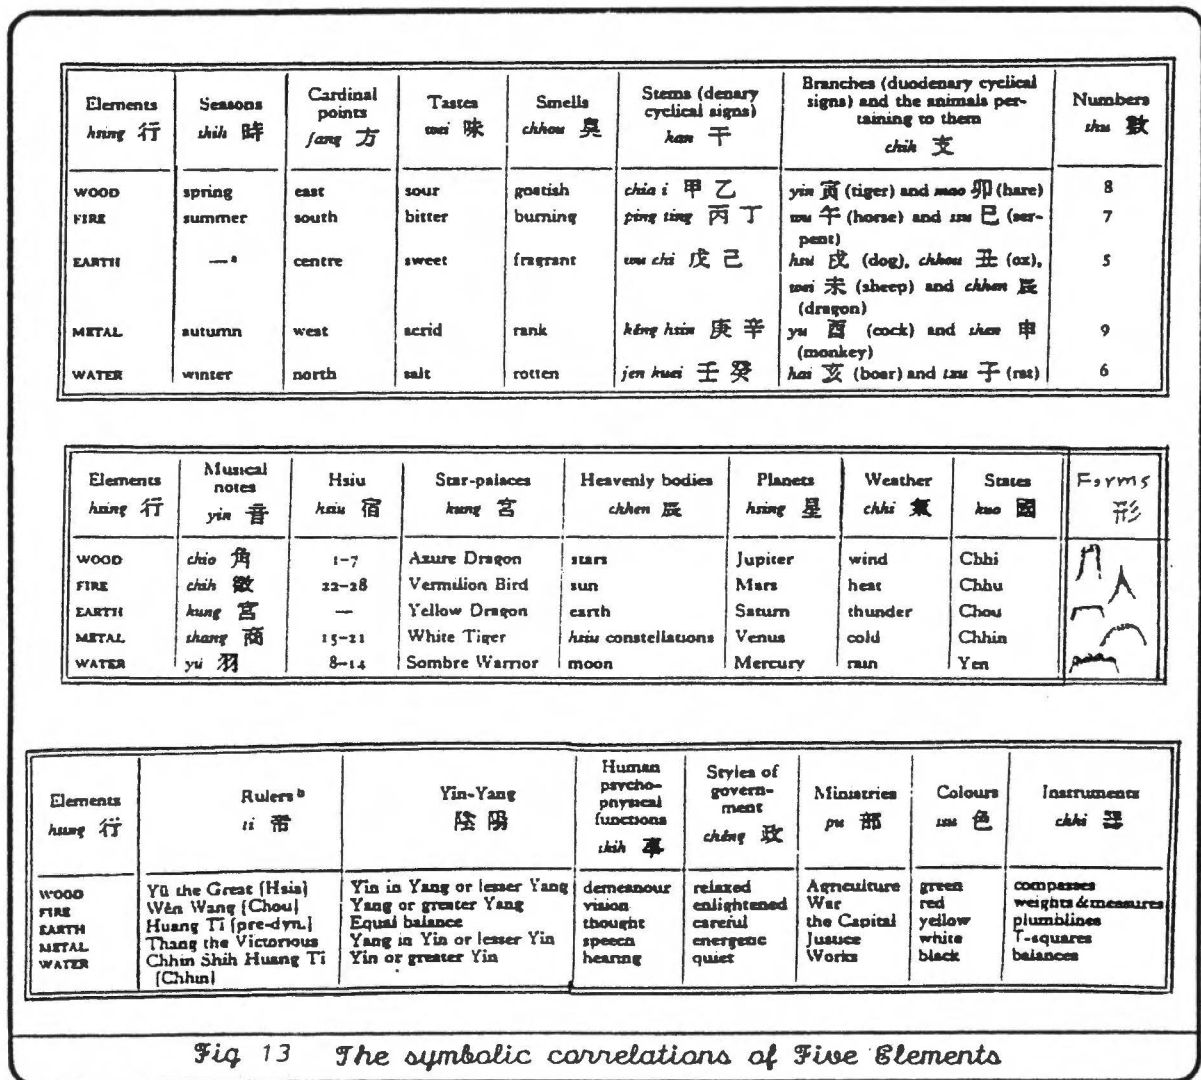 Elements Seasons Cardinal points Tastes Smells Stems (denary cyclical signs) Branches (duodenary cyclical signs) and the animals pertaining to them Numbers
hsing 行 shih 時 fang 方 wei 味 chhou 臭 kan 干 chih 支 shu 數
WOOD spring east sour goatish chia i 甲 乙 yin 寅 (tiger) and mao 卯 (hare) 8
FIRE summer south bitter burning ping ting 丙 丁 wu 午 (horse) and ssu 巳 (ser-
pent)
EARTH —a centre sweet fragrant wu chi 戊 己 hsü 戌 (dog), chhou 丑 (ox), 5
wei 未 (sheep) and chhen 辰
(dragon)
METAL autumn west acrid rank kêng hsin 庚 辛 yu 酉 (cock) and shen 申 9
(monkey)
WATER winter north salt rotten jen kuei 壬 癸 hai 亥 (boar) and tzu 子 (rat) 6
Elements Musical notes Hsiu Star-palaces Heavenly bodies Planets Weather States Forms
hsing 行 yin 音 hsiu 宿 kung 宮 chhen 辰 hsing 星 chhi 氣 kuo 國 形
WOOD chio 角 1-7 Azure Dragon stars Jupiter wind Chhi
FIRE chih 徵 22-28 Vermilion Bird sun Mars heat Chhu
EARTH kung 宮 — Yellow Dragon earth Saturn thunder Chou
METAL shang 商 15-21 White Tiger hsiu constellations Venus cold Chhin
WATER yü 羽 8-14 Sombre Warrior moon Mercury rain Yen
Elements Rulers b Yin-Yang Human psycho-physical functions Styles of government Ministries Colours Instruments
hsing 行 ti 帝 陰 陽 shih 事 chêng 政 pu 部 ssu 色 chhi 器
WOOD Yü the Great [Hsia] Yin in Yang or lesser Yang demeanour relaxed Agriculture green compasses
FIRE Wên Wang [Chou] Yang or greater Yang vision enlightened War red weights & measures
EARTH Huang Ti [pre-dyn.] Equal balance thought careful the Capital yellow plumblines
METAL Thang the Victorious Yang in Yin or lesser Yin speech energetic Justice white T-squares
WATER Chhin Shih Huang Ti Yin or greater Yin hearing quiet Works black balances
[Chhin]
Fig 13 The symbolic correlations of Five Elements